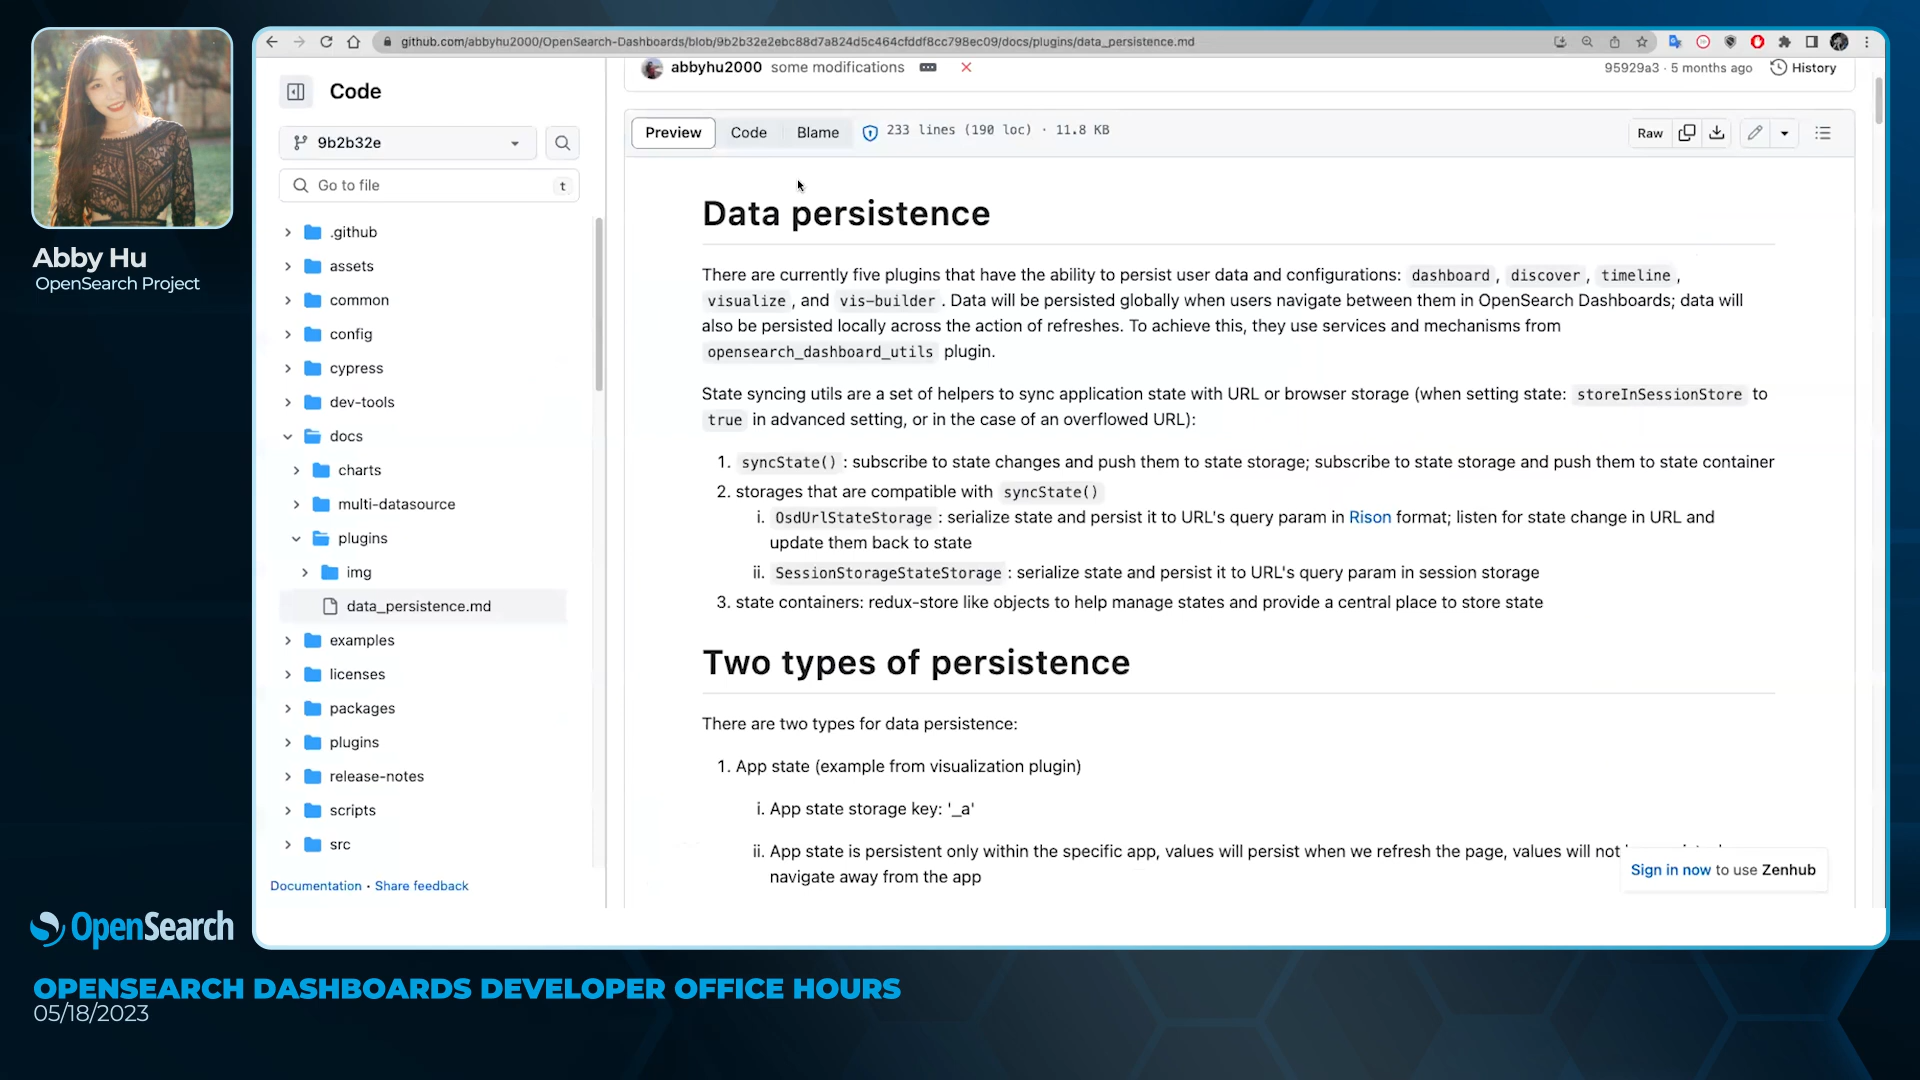 github.com/abbyhu2000/OpenSearch-Dashboards/blob/9b2b32e2ebc88d7a824d5c464cfddf8cc798ec09/docs/plugins/data_persistence.md
Abby Hu
OpenSearch Project
Code
9b2b32e
Go to file
t
.github
assets
common
config
cypress
dev-tools
docs
charts
multi-datasource
plugins
img
data_persistence.md
examples
licenses
packages
plugins
release-notes
scripts
src
Documentation • Share feedback
abbyhu2000 some modifications
95929a3 · 5 months ago History
Preview Code Blame 233 lines (190 loc) · 11.8 KB
Raw
Data persistence
There are currently five plugins that have the ability to persist user data and configurations: dashboard, discover, timeline,
visualize, and vis-builder. Data will be persisted globally when users navigate between them in OpenSearch Dashboards; data will
also be persisted locally across the action of refreshes. To achieve this, they use services and mechanisms from
opensearch_dashboard_utils plugin.
State syncing utils are a set of helpers to sync application state with URL or browser storage (when setting state: storeInSessionStore to
true in advanced setting, or in the case of an overflowed URL):
1. syncState() : subscribe to state changes and push them to state storage; subscribe to state storage and push them to state container
2. storages that are compatible with syncState()
i. OsdUrlStateStorage : serialize state and persist it to URL's query param in Rison format; listen for state change in URL and
update them back to state
ii. SessionStorageStateStorage : serialize state and persist it to URL's query param in session storage
3. state containers: redux-store like objects to help manage states and provide a central place to store state
Two types of persistence
There are two types for data persistence:
1. App state (example from visualization plugin)
i. App state storage key: '_a'
ii. App state is persistent only within the specific app, values will persist when we refresh the page, values will not
navigate away from the app
Sign in now to use Zenhub
OpenSearch
OPENSEARCH DASHBOARDS DEVELOPER OFFICE HOURS
05/18/2023